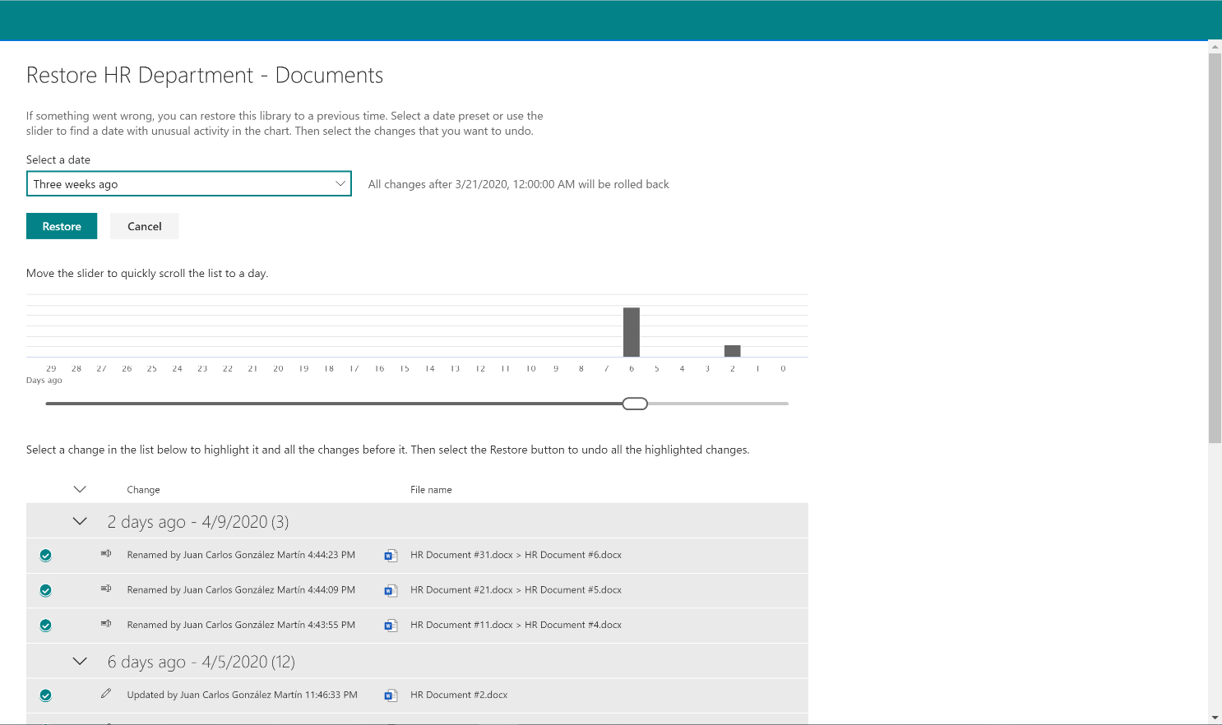 Restore HR Department - Documents
If something went wrong, you can restore this library to a previous time. Select a date preset or use the
slider to find a date with unusual activity in the chart. Then select the changes that you want to undo.
Select a date
Three weeks ago
All changes after 3/21/2020, 12:00:00 AM will be rolled back
Restore Cancel
Move the slider to quickly scroll the list to a day.
29 28 27 26 25 24 23 22 21 20 19 18 17 16 15 14 13 12 11 10 9 8 7 6 5 4 3 2 1 0
Days ago
Select a change in the list below to highlight it and all the changes before it. Then select the Restore button to undo all the highlighted changes.
Change File name
2 days ago - 4/9/2020 (3)
Renamed by Juan Carlos González Martín 4:44:23 PM HR Document #31.docx > HR Document #6.docx
Renamed by Juan Carlos González Martín 4:44:09 PM HR Document #21.docx > HR Document #5.docx
Renamed by Juan Carlos González Martín 4:43:55 PM HR Document #11.docx > HR Document #4.docx
6 days ago - 4/5/2020 (12)
Updated by Juan Carlos González Martín 11:46:33 PM HR Document #2.docx